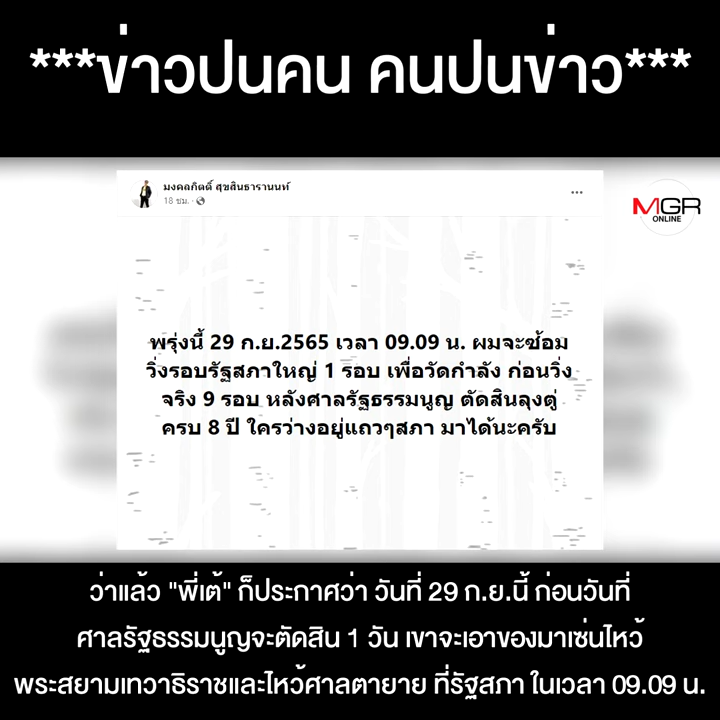 ***ข่าวปนคน คนปนข่าว***
มงคลกิตติ์ สุขสินธารานนท์
18 ชม. ·
MGR
ONLINE
พรุ่งนี้ 29 ก.ย.2565 เวลา 09.09 น. ผมจะซ้อม
วิ่งรอบรัฐสภาใหญ่ 1 รอบ เพื่อวัดกำลัง ก่อนวิ่ง
จริง 9 รอบ หลังศาลรัฐธรรมนูญ ตัดสินลุงตู่
ครบ 8 ปี ใครว่างอยู่แถวๆสภา มาได้นะครับ
ว่าแล้ว "พี่เต้" ก็ประกาศว่า วันที่ 29 ก.ย.นี้ ก่อนวันที่
ศาลรัฐธรรมนูญจะตัดสิน 1 วัน เขาจะเอาของมาเซ่นไหว้
พระสยามเทวาธิราชและไหว้ศาลตายาย ที่รัฐสภา ในเวลา 09.09 น.